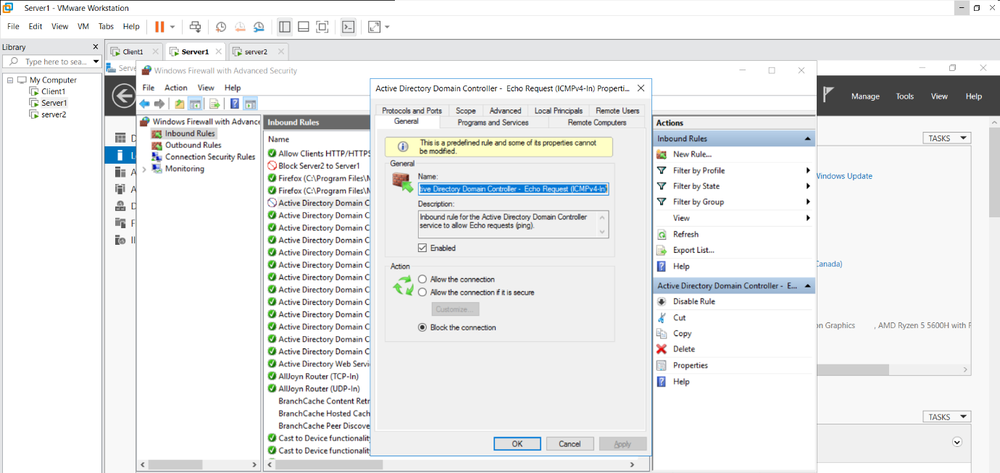 Server1 - VMware Workstation
File Edit View VM Tabs Help
Library
Type here to sea...
My Computer
Client1
Server1
server2
Client1 Server1 server2
Windows Firewall with Advanced Security
File Action View Help
Windows Firewall with Advance
Inbound Rules
Outbound Rules
Connection Security Rules
Monitoring
Inbound Rules
Name
Allow Clients HTTP/HTTPS
Block Server2 to Server1
Firefox (C:\Program Files\M
Firefox (C:\Program Files\M
Active Directory Domain C
Active Directory Domain C
Active Directory Domain C
Active Directory Domain C
Active Directory Domain C
Active Directory Domain C
Active Directory Domain C
Active Directory Domain C
Active Directory Domain C
Active Directory Domain C
Active Directory Domain C
Active Directory Domain C
Active Directory Domain C
Active Directory Web Servi
AllJoyn Router (TCP-In)
AllJoyn Router (UDP-In)
BranchCache Content Retr
BranchCache Hosted Cach
BranchCache Peer Discove
Cast to Device functionality
Cast to Device functionality
Active Directory Domain Controller - Echo Request (ICMPv4-In) Properti...
Protocols and Ports Scope Advanced Local Principals Remote Users
General Programs and Services Remote Computers
This is a predefined rule and some of its properties cannot
be modified.
General
Name:
ive Directory Domain Controller - Echo Request (ICMPv4-In)
Description:
Inbound rule for the Active Directory Domain Controller
service to allow Echo requests (ping).
Enabled
Action
Allow the connection
Allow the connection if it is secure
Customize...
Block the connection
OK Cancel Apply
Actions
Inbound Rules
New Rule...
Filter by Profile
Filter by State
Filter by Group
View
Refresh
Export List...
Help
Active Directory Domain Controller - E...
Disable Rule
Cut
Copy
Delete
Properties
Help
Manage Tools View Help
TASKS
Windows Update
Canada)
on Graphics , AMD Ryzen 5 5600H with R
TASKS